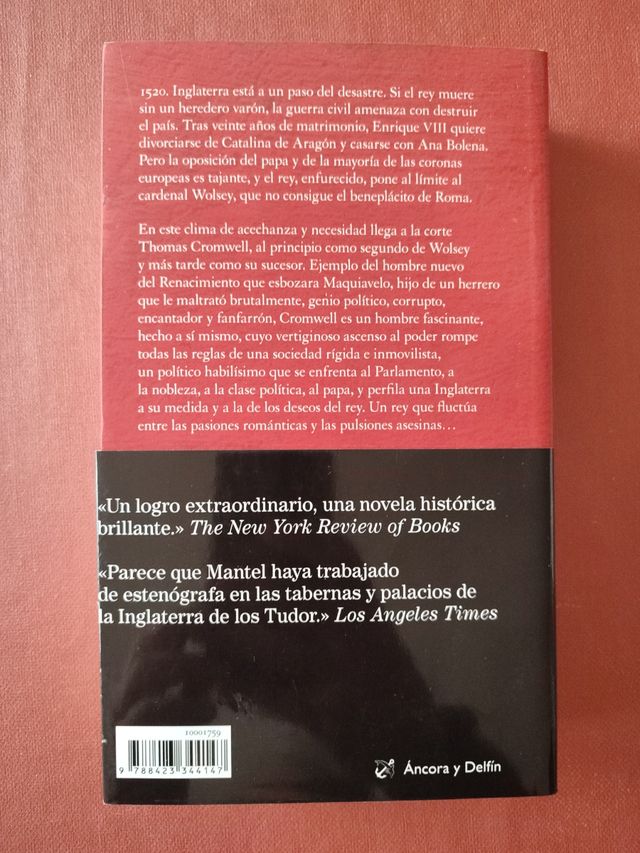 1520. Inglaterra está a un paso del desastre. Si el rey muere
sin un heredero varón, la guerra civil amenaza con destruir
el país. Tras veinte años de matrimonio, Enrique VIII quiere
divorciarse de Catalina de Aragón y casarse con Ana Bolena.
Pero la oposición del papa y de la mayoría de las coronas
europeas es tajante, y el rey, enfurecido, pone al límite al
cardenal Wolsey, que no consigue el beneplácito de Roma.
En este clima de acechanza y necesidad llega a la corte
Thomas Cromwell, al principio como segundo de Wolsey
y más tarde como su sucesor. Ejemplo del hombre nuevo
del Renacimiento que esbozara Maquiavelo, hijo de un herrero
que le maltrató brutalmente, genio político, corrupto,
encantador y fanfarrón, Cromwell es un hombre fascinante,
hecho a sí mismo, cuyo vertiginoso ascenso al poder rompe
todas las reglas de una sociedad rígida e inmovilista,
un político habilísimo que se enfrenta al Parlamento, a
la nobleza, a la clase política, al papa, y perfila una Inglaterra
a su medida y a la de los deseos del rey. Un rey que fluctúa
entre las pasiones románticas y las pulsiones asesinas…
«Un logro extraordinario, una novela histórica
brillante.» The New York Review of Books
«Parece que Mantel haya trabajado
de estenógrafa en las tabernas y palacios de
la Inglaterra de los Tudor.» Los Angeles Times
10001759
9 788423 344147
Áncora y Delfín